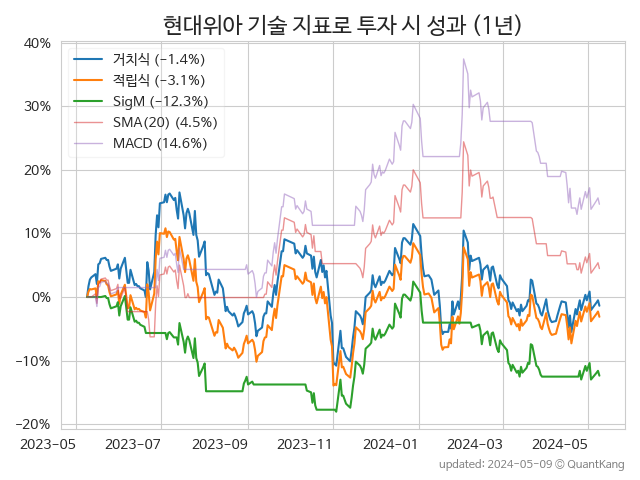 현대위아 기술 지표로 투자 시 성과 (1년)
40%
30%
20%
10%
0%
−10%
−20%
거치식 (−1.4%)
적립식 (−3.1%)
SigM (−12.3%)
SMA(20) (4.5%)
MACD (14.6%)
2023-05 2023-07 2023-09 2023-11 2024-01 2024-03 2024-05
updated: 2024-05-09 © QuantKang